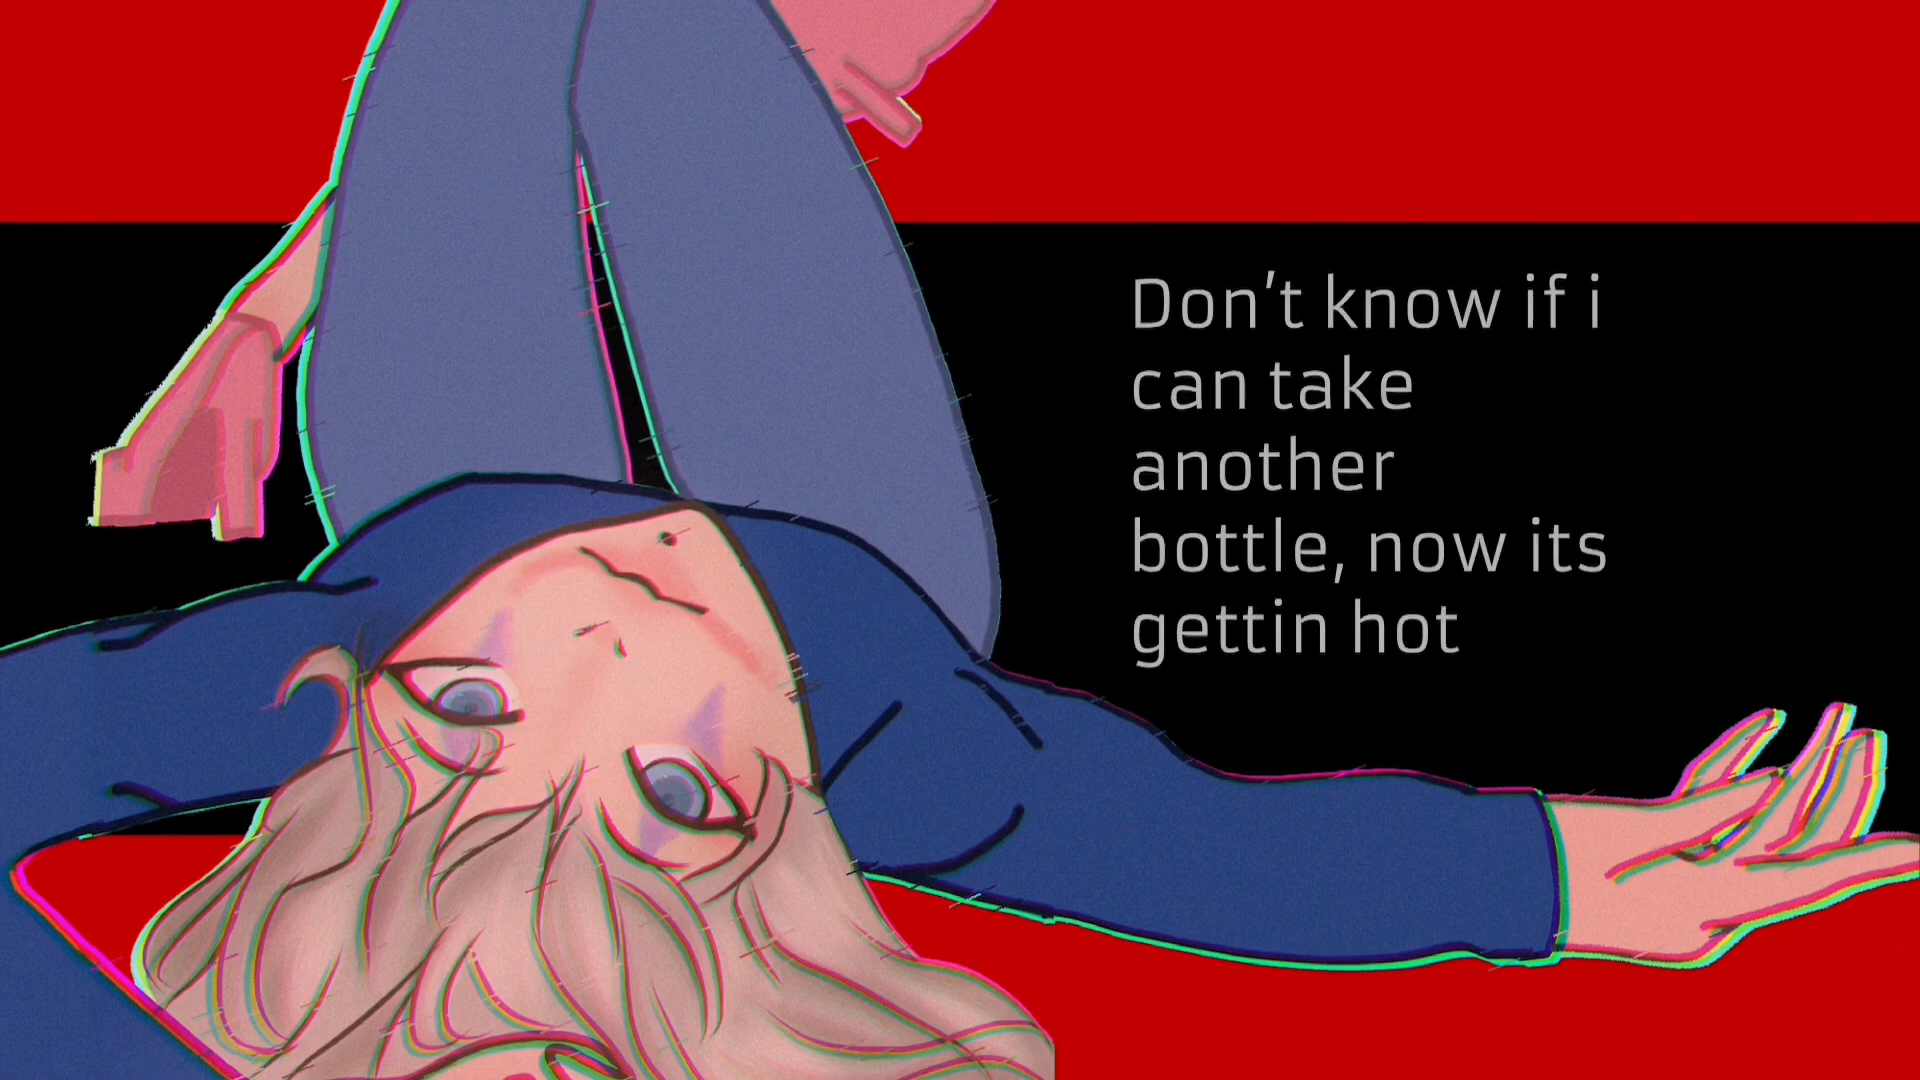 Don't know if i
can take
another
bottle, now its
gettin hot